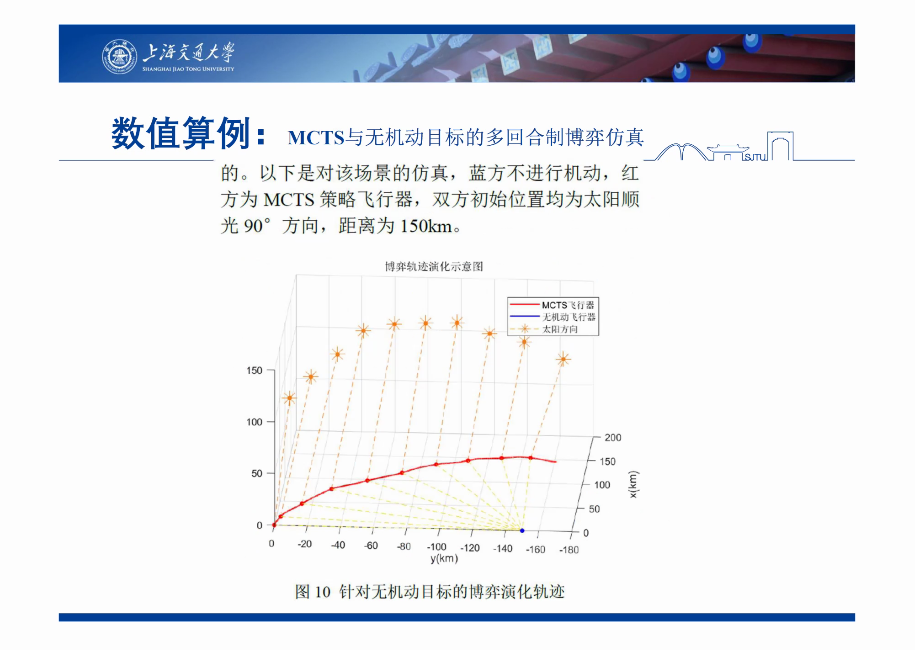 上海交通大学
SHANGHAI JIAO TONG UNIVERSITY
数值算例：MCTS与无机动目标的多回合制博弈仿真
SJTU
的。以下是对该场景的仿真，蓝方不进行机动，红
方为 MCTS 策略飞行器，双方初始位置均为太阳顺
光 90° 方向，距离为 150km。
博弈轨迹演化示意图
MCTS飞行器
无机动飞行器
太阳方向
150
100
50
0
200
150
100
50
0
x(km)
0 -20 -40 -60 -80 -100 -120 -140 -160 -180
y(km)
图 10 针对无机动目标的博弈演化轨迹